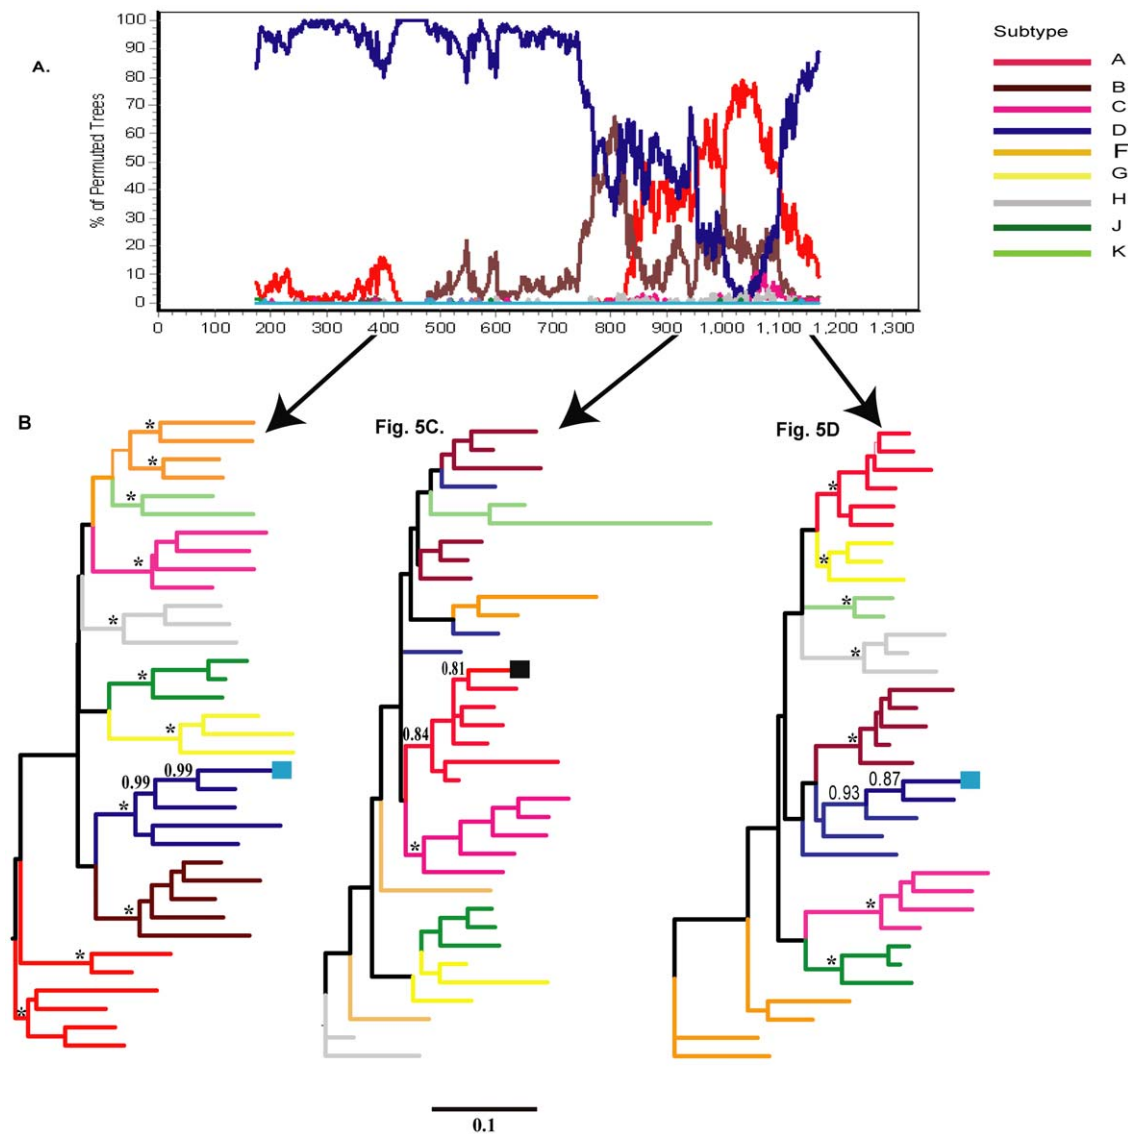 Subtype
A
B
C
D
F
G
H
J
K
A.
% of Permuted Trees
100
90
80
70
60
50
40
30
20
10
0
0 100 200 300 400 500 600 700 800 900 1,000 1,100 1,200 1,300
B
Fig. 5C.
Fig. 5D
*
*
*
*
*
*
*
0.99 0.99
*
*
*
*
0.81
0.84
*
*
*
*
*
*
0.87
0.93
*
*
0.1